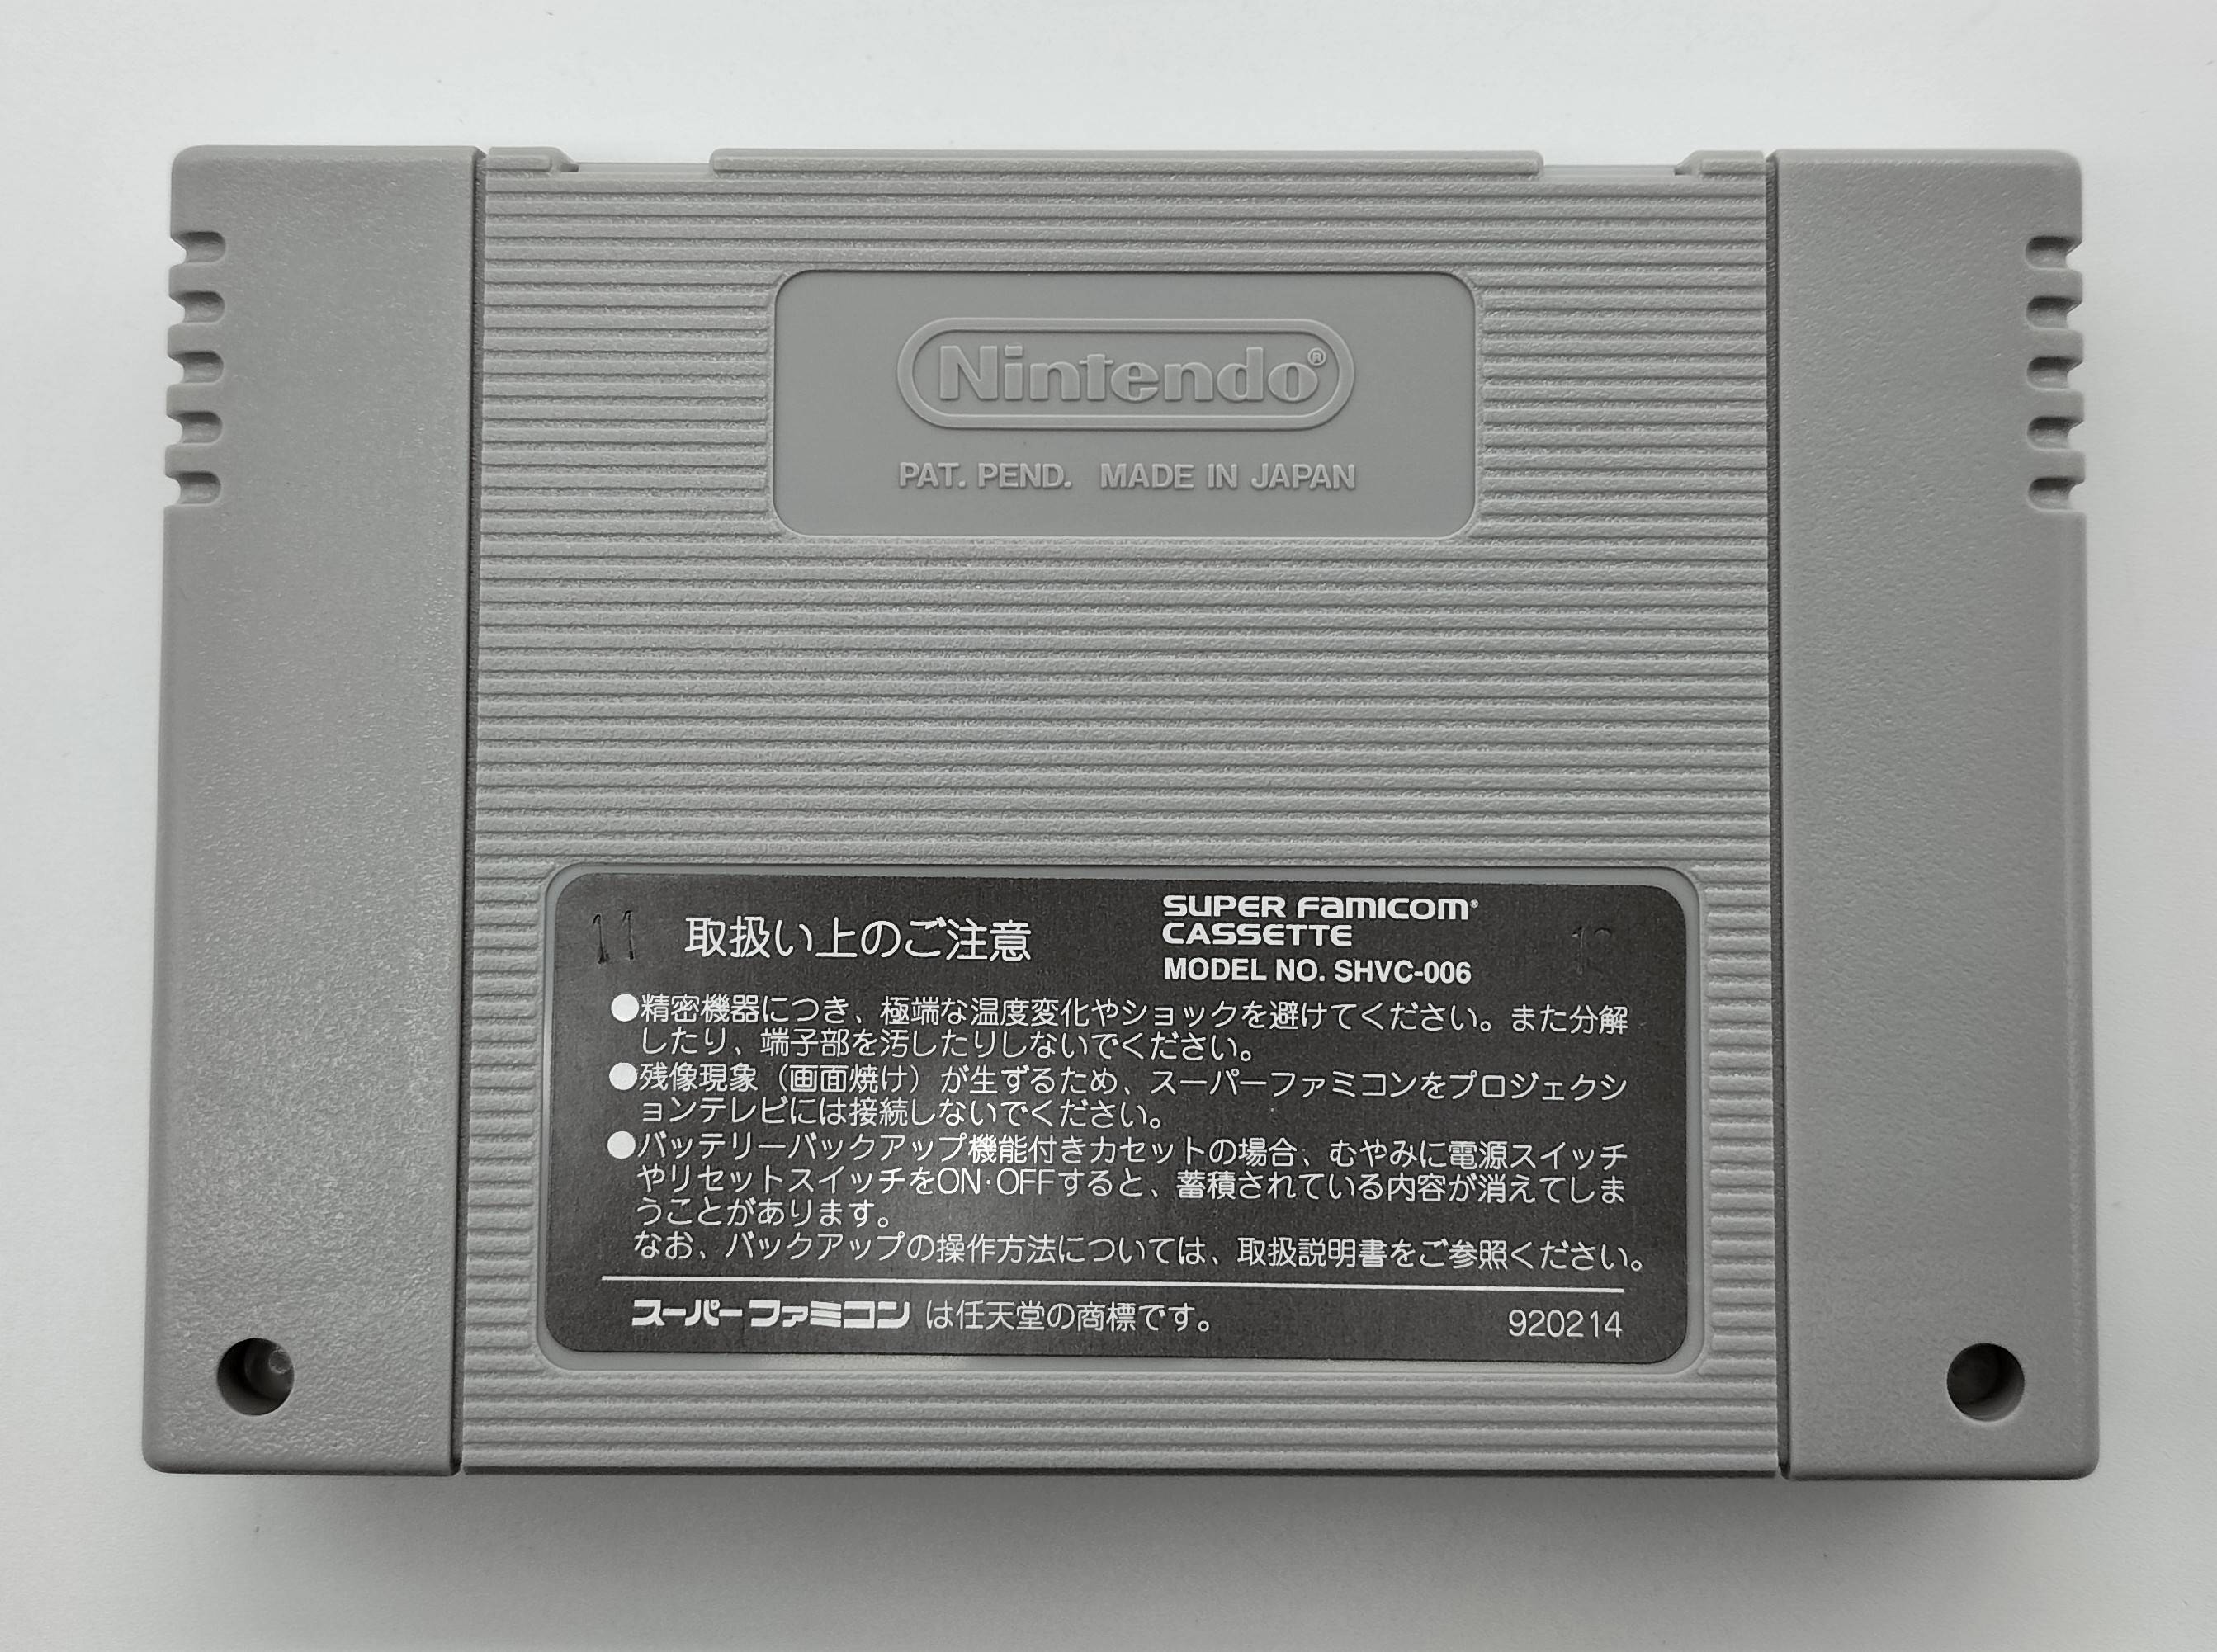 Nintendo®
PAT. PEND. MADE IN JAPAN
11
取扱い上のご注意
SUPER FAMICOM®
CASSETTE
MODEL NO. SHVC-006
●精密機器につき、極端な温度変化やショックを避けてください。また分解
したり、端子部を汚したりしないでください。
●残像現象（画面焼け）が生ずるため、スーパーファミコンをプロジェクシ
ョンテレビには接続しないでください。
●バッテリーバックアップ機能付きカセットの場合、むやみに電源スイッチ
やリセットスイッチをON·OFFすると、蓄積されている内容が消えてしま
うことがあります。
なお、バックアップの操作方法については、取扱説明書をご参照ください。
スーパーファミコン は任天堂の商標です。
920214